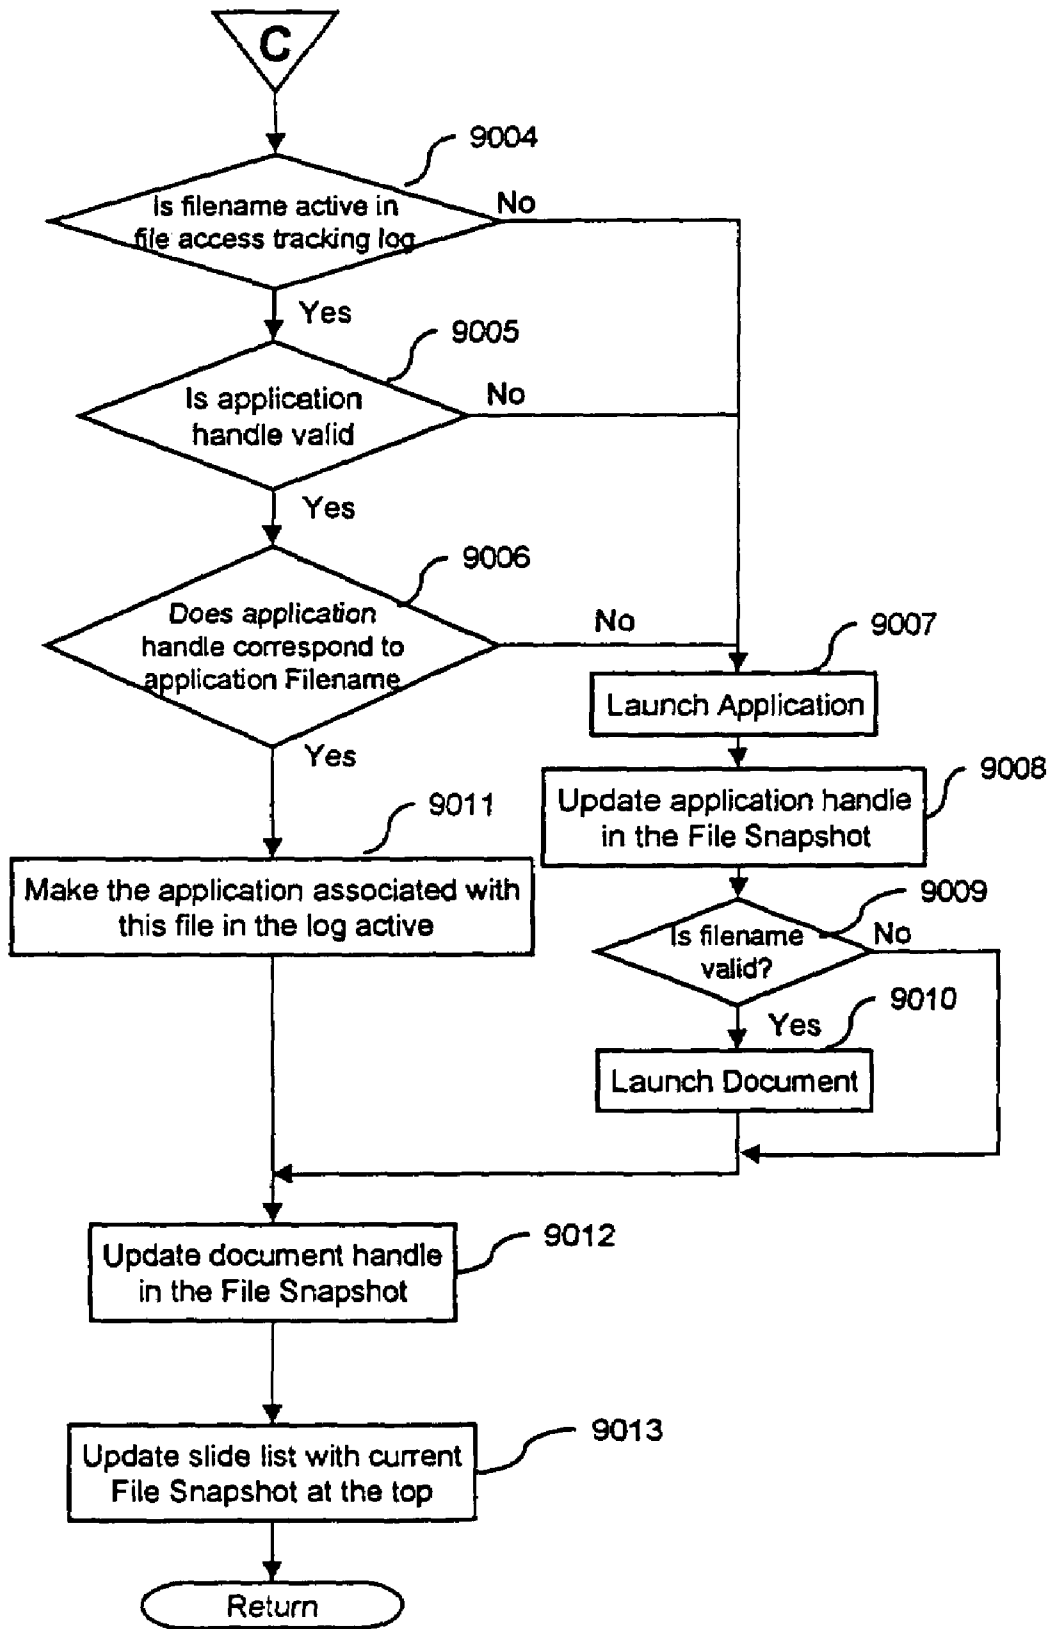 C
9004
Is filename active in
file access tracking log
No
Yes
9005
Is application
handle valid
No
Yes
9006
Does application
handle correspond to
application Filename
No
Yes
9007
Launch Application
9008
Update application handle
in the File Snapshot
9011
Make the application associated with
this file in the log active
9009
Is filename
valid?
No
Yes
9010
Launch Document
9012
Update document handle
in the File Snapshot
9013
Update slide list with current
File Snapshot at the top
Return